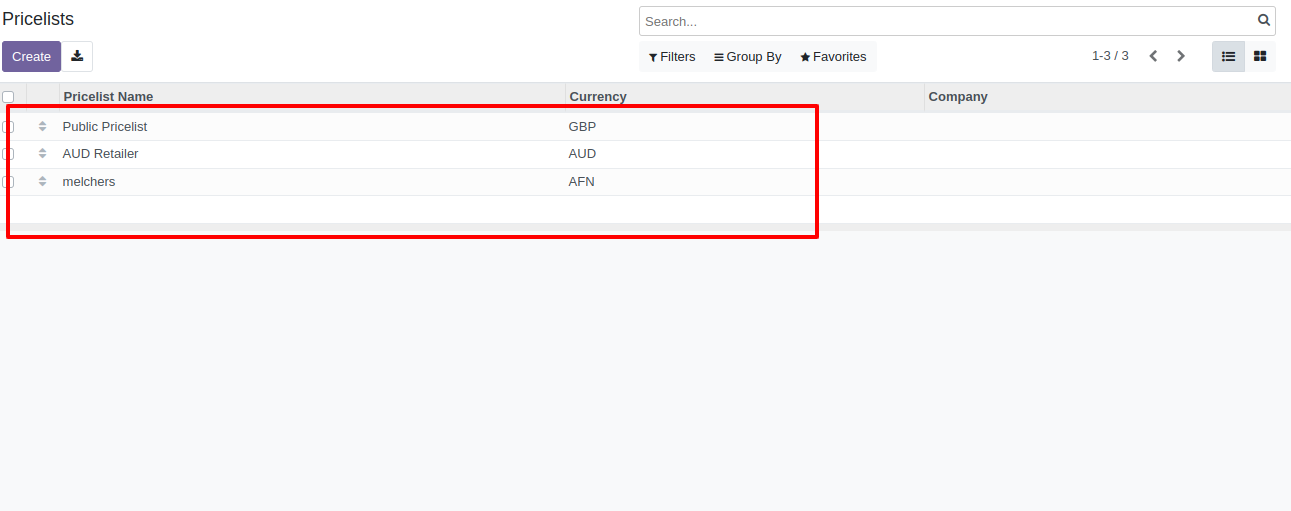 Pricelists
Search...
Create
Filters Group By Favorites 1-3 / 3
Pricelist Name Currency Company
Public Pricelist GBP
AUD Retailer AUD
melchers AFN